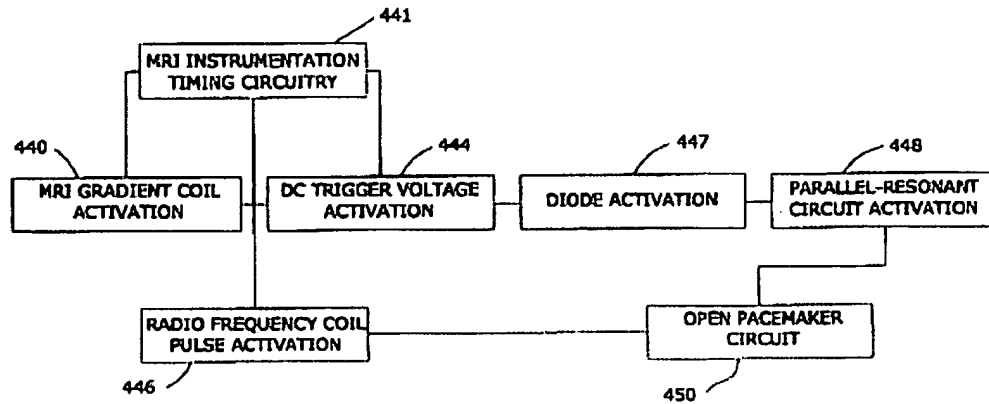 441
MRI INSTRUMENTATION
TIMING CIRCUITRY
440
444
447
448
MRI GRADIENT COIL
ACTIVATION
DC TRIGGER VOLTAGE
ACTIVATION
DIODE ACTIVATION
PARALLEL-RESONANT
CIRCUIT ACTIVATION
RADIO FREQUENCY COIL
PULSE ACTIVATION
OPEN PACEMAKER
CIRCUIT
446
450